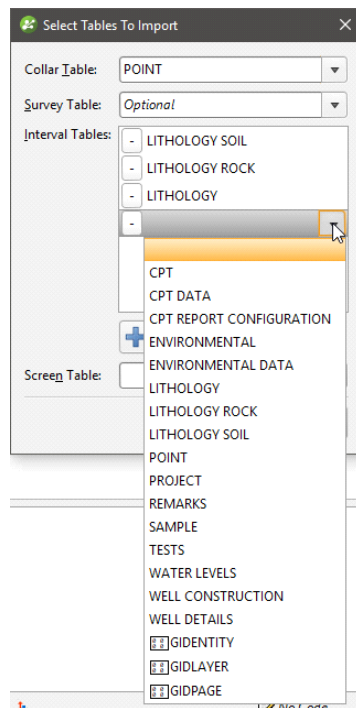 Select Tables To Import
Collar Table: POINT
Survey Table: Optional
Interval Tables: - LITHOLOGY SOIL
- LITHOLOGY ROCK
- LITHOLOGY
-
CPT
CPT DATA
CPT REPORT CONFIGURATION
ENVIRONMENTAL
ENVIRONMENTAL DATA
Screen Table: LITHOLOGY
LITHOLOGY ROCK
LITHOLOGY SOIL
POINT
PROJECT
REMARKS
SAMPLE
TESTS
WATER LEVELS
WELL CONSTRUCTION
WELL DETAILS
GIDENTITY
GIDLAYER
GIDPAGE
No Code